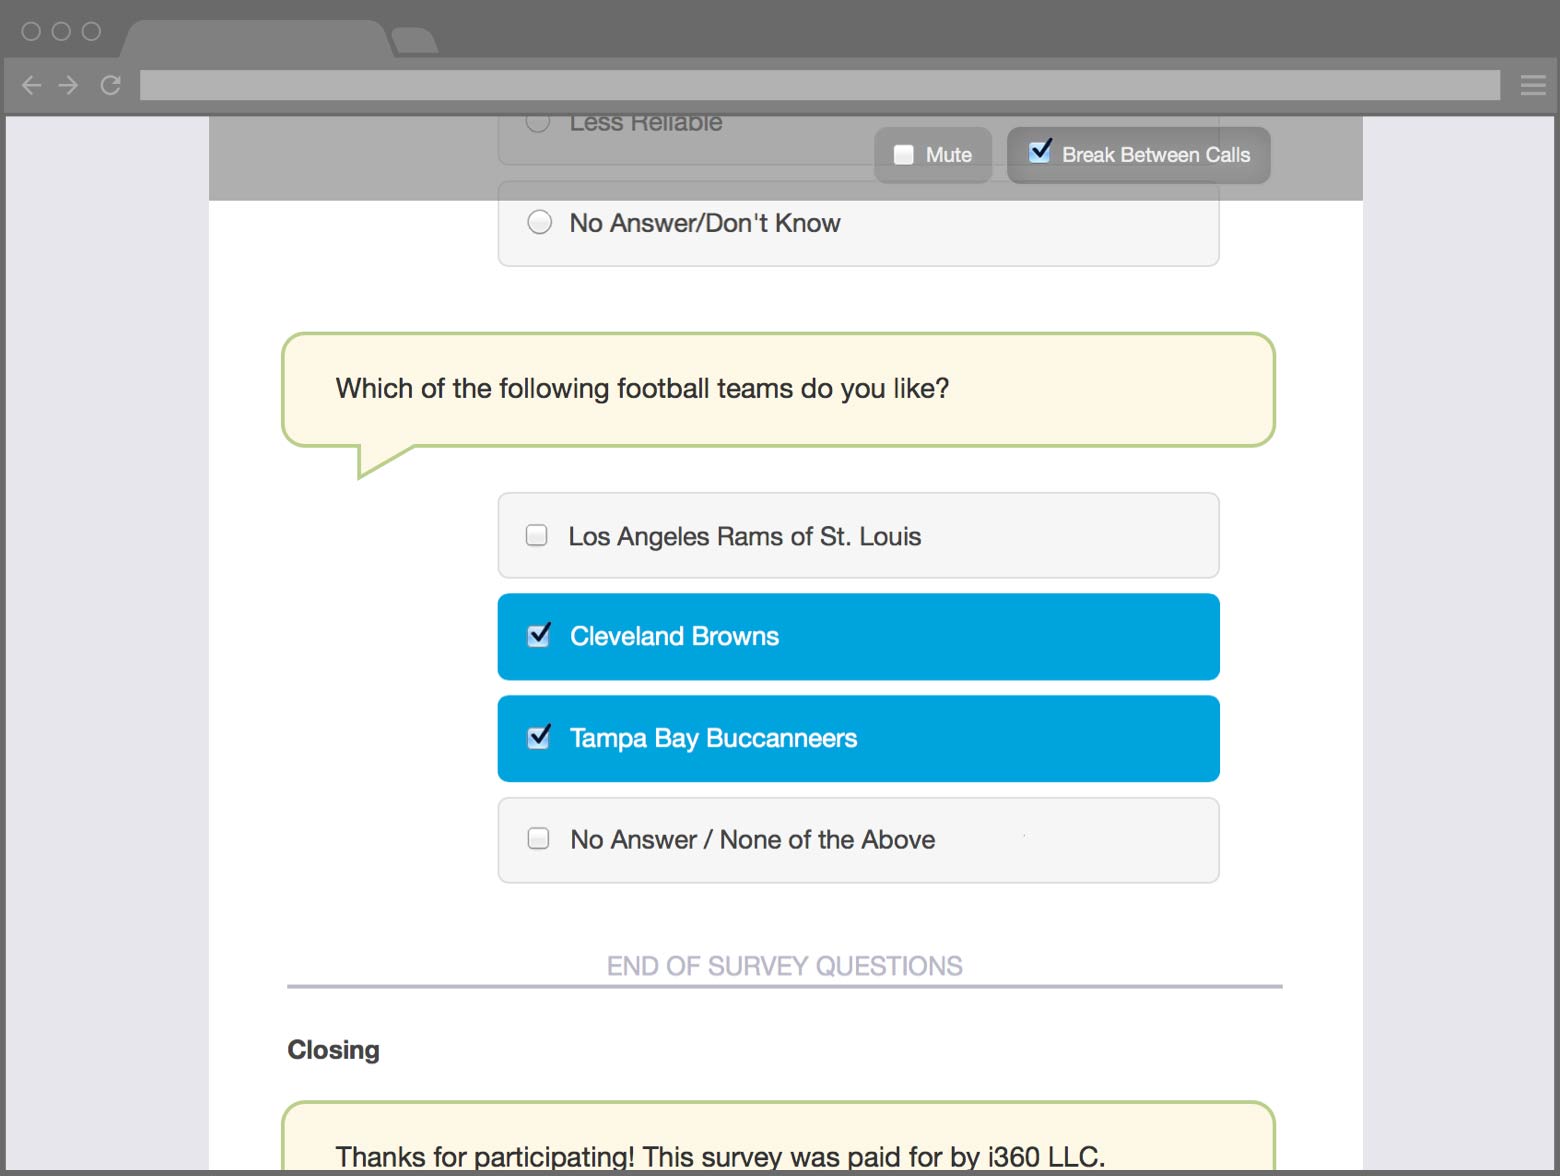 Less Reliable
Mute
Break Between Calls
No Answer/Don't Know
Which of the following football teams do you like?
Los Angeles Rams of St. Louis
Cleveland Browns
Tampa Bay Buccanneers
No Answer / None of the Above
END OF SURVEY QUESTIONS
Closing
Thanks for participating! This survey was paid for by i360 LLC.